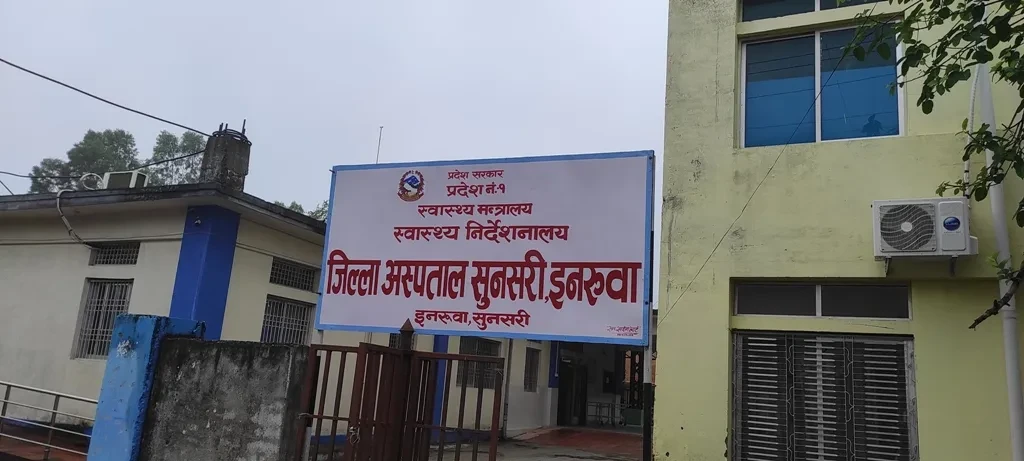 प्रदेश सरकार
प्रदेश नं.१
स्वास्थ्य मन्त्रालय
स्वास्थ्य निर्देशनालय
जिल्ला अस्पताल सुनसरी,इनरुवा
इनरुवा,सुनसरी